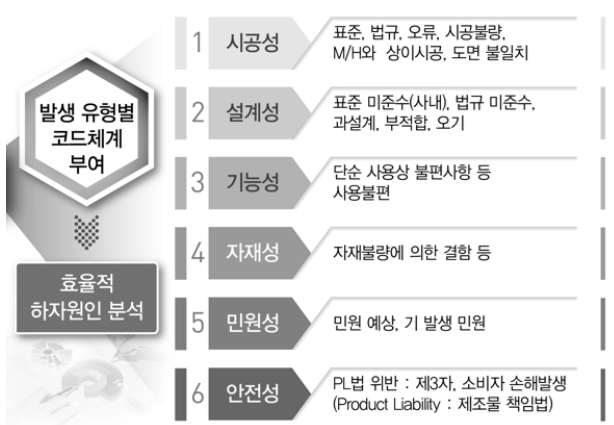 발생 유형별
코드체계
부여
효율적
하자원인 분석
1 시공성
표준, 법규, 오류, 시공불량,
M/H와 상이시공, 도면 불일치
2 설계성
표준 미준수(사내), 법규 미준수,
과설계, 부적합, 오기
3 기능성
단순 사용상 불편사항 등
사용불편
4 자재성
자재불량에 의한 결함 등
5 민원성
민원 예상, 기 발생 민원
6 안전성
PL법 위반 : 제3자, 소비자 손해발생
(Product Liability : 제조물 책임법)